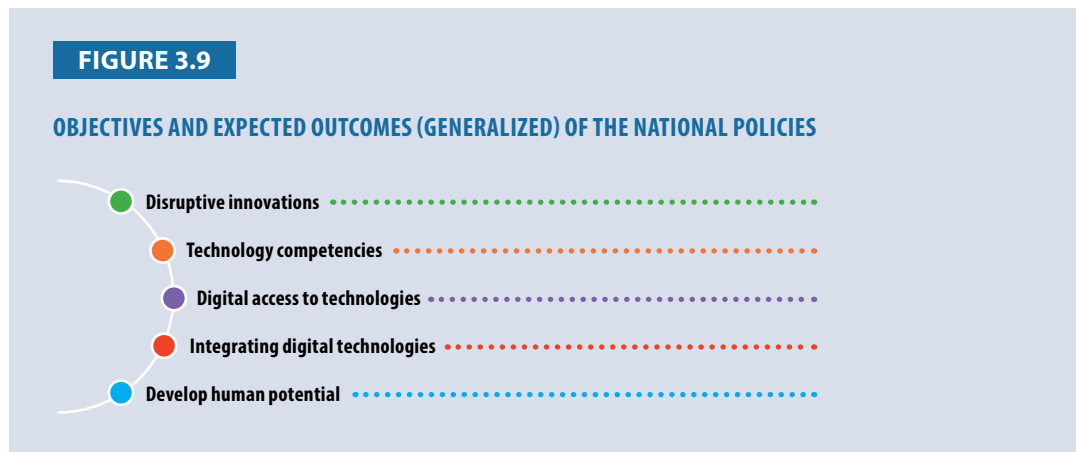 FIGURE 3.9
OBJECTIVES AND EXPECTED OUTCOMES (GENERALIZED) OF THE NATIONAL POLICIES
Disruptive innovations
Technology competencies
Digital access to technologies
Integrating digital technologies
Develop human potential